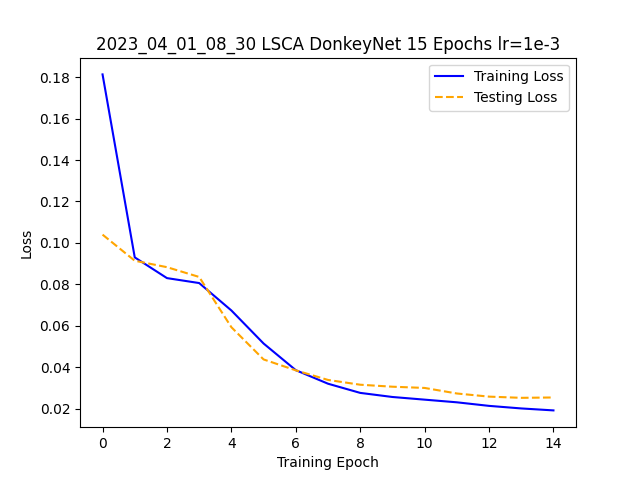 2023_04_01_08_30 LSCA DonkeyNet 15 Epochs lr=1e-3
Training Loss
Testing Loss
0.18
0.16
0.14
0.12
0.10
0.08
0.06
0.04
0.02
Loss
0 2 4 6 8 10 12 14
Training Epoch